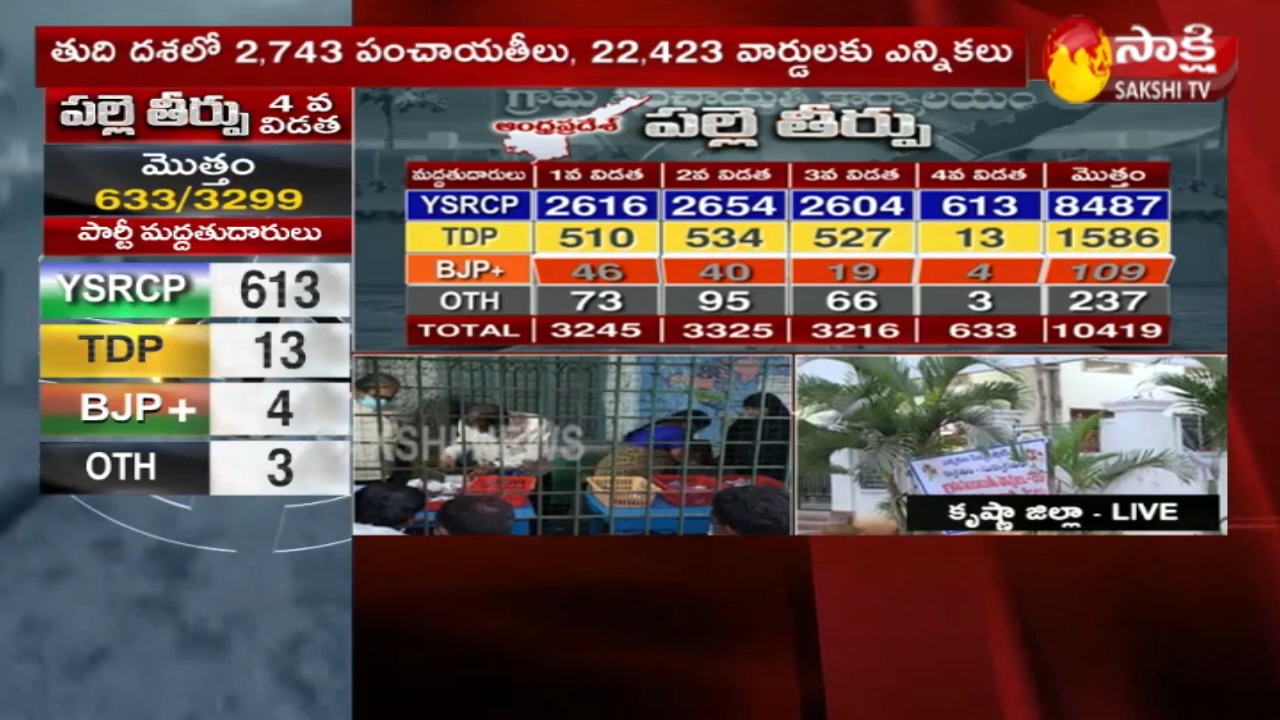 తుది దశలో 2,743 పంచాయతీలు, 22,423 వార్డులకు ఎన్నికలు
సాక్షి
SAKSHI TV
పల్లె తీర్పు 4 వ విడత
మొత్తం
633/3299
పార్టీ మద్దతుదారులు
YSRCP 613
TDP 13
BJP+ 4
OTH 3
గ్రామ పంచాయతీ కార్యాలయం
ఆంధ్రప్రదేశ్ పల్లె తీర్పు
మద్దతుదారులు 1వ విడత 2వ విడత 3వ విడత 4వ విడత మొత్తం
YSRCP 2616 2654 2604 613 8487
TDP 510 534 527 13 1586
BJP+ 46 40 19 4 109
OTH 73 95 66 3 237
TOTAL 3245 3325 3216 633 10419
కృష్ణా జిల్లా - LIVE